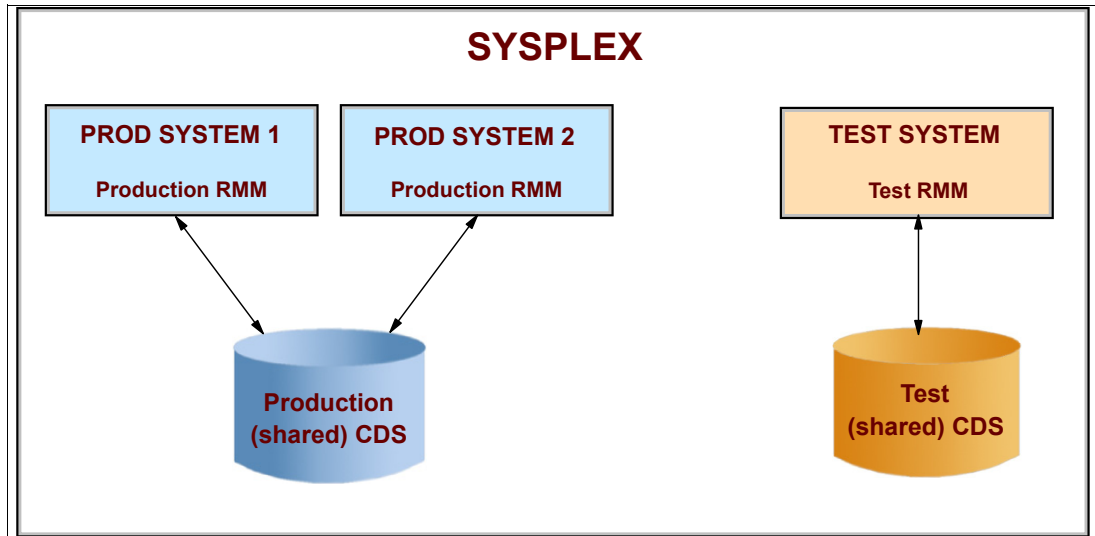 SYSPLEX
PROD SYSTEM 1
Production RMM
PROD SYSTEM 2
Production RMM
TEST SYSTEM
Test RMM
Production
(shared) CDS
Test
(shared) CDS